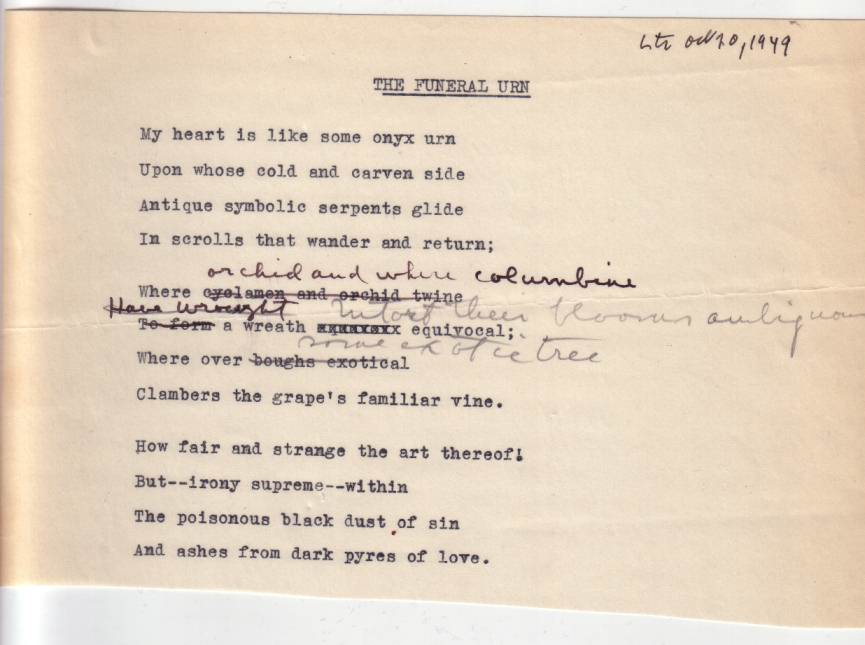 Ltr Oct 20, 1949
THE FUNERAL URN
My heart is like some onyx urn
Upon whose cold and carven side
Antique symbolic serpents glide
In scrolls that wander and return;
orchid and where columbine
Where cyclamen and orchid twine
Have wrought blooms ambiguous
To form a wreath equivocal;
some exotic tree
Where over boughs exotical
Clambers the grape's familiar vine.
How fair and strange the art thereof!
But--irony supreme--within
The poisonous black dust of sin
And ashes from dark pyres of love.